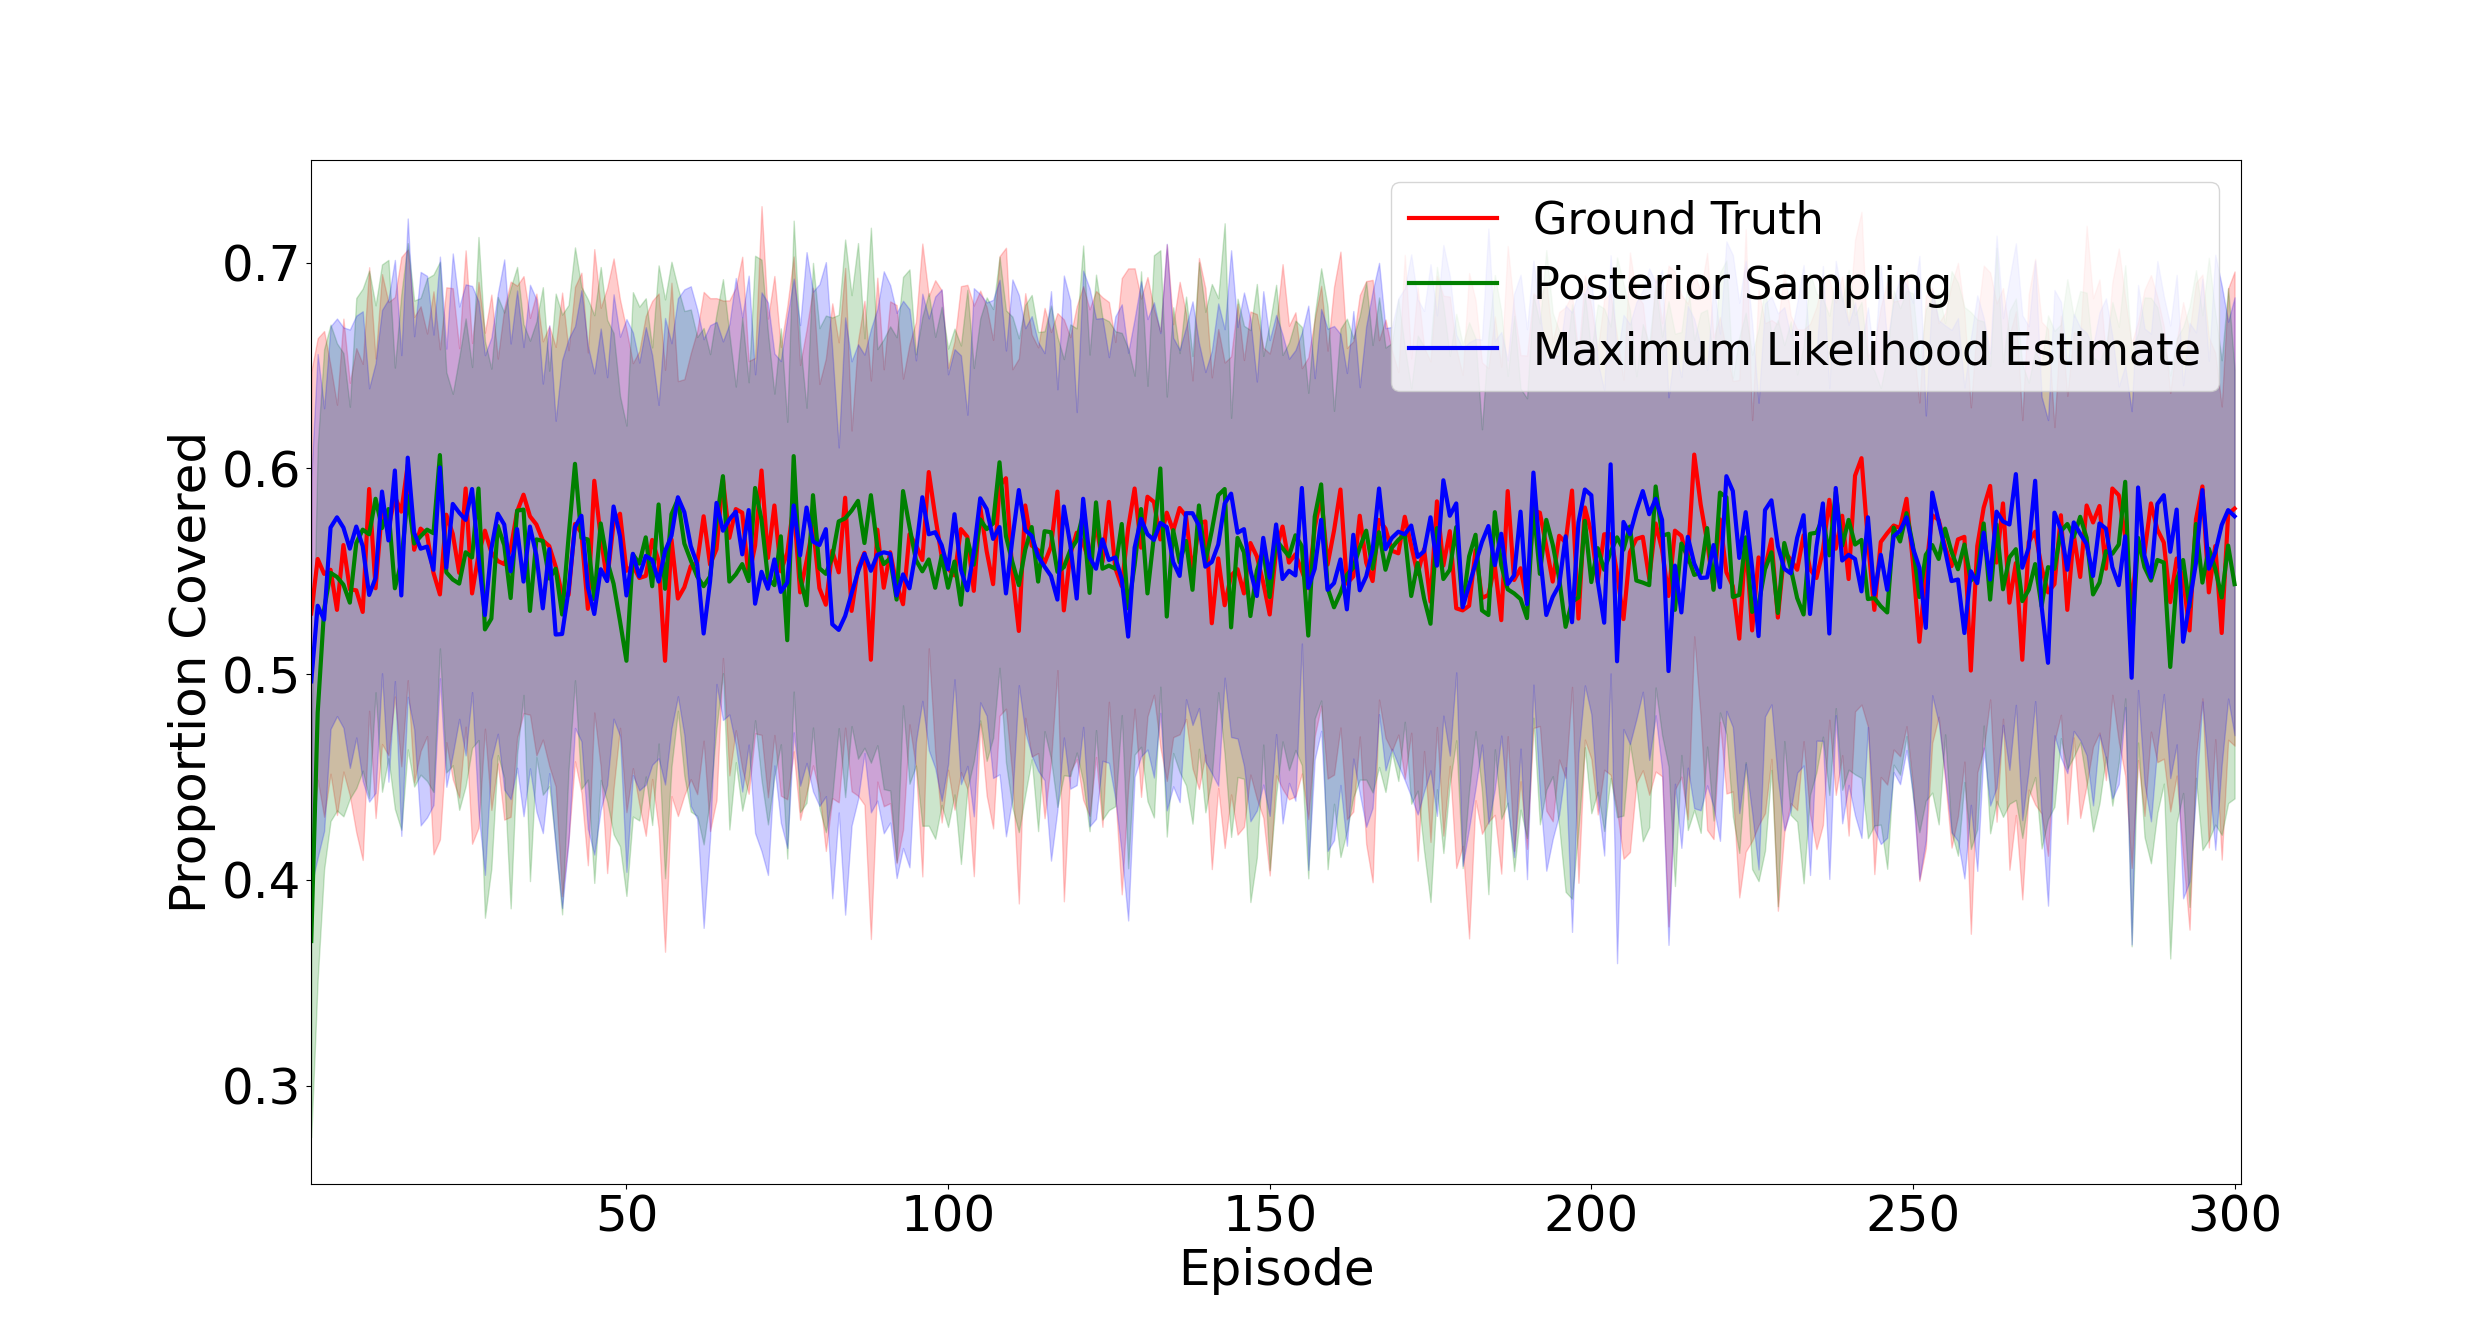 Ground Truth
Posterior Sampling
Maximum Likelihood Estimate
Proportion Covered
0.7
0.6
0.5
0.4
0.3
50 100 150 200 250 300
Episode